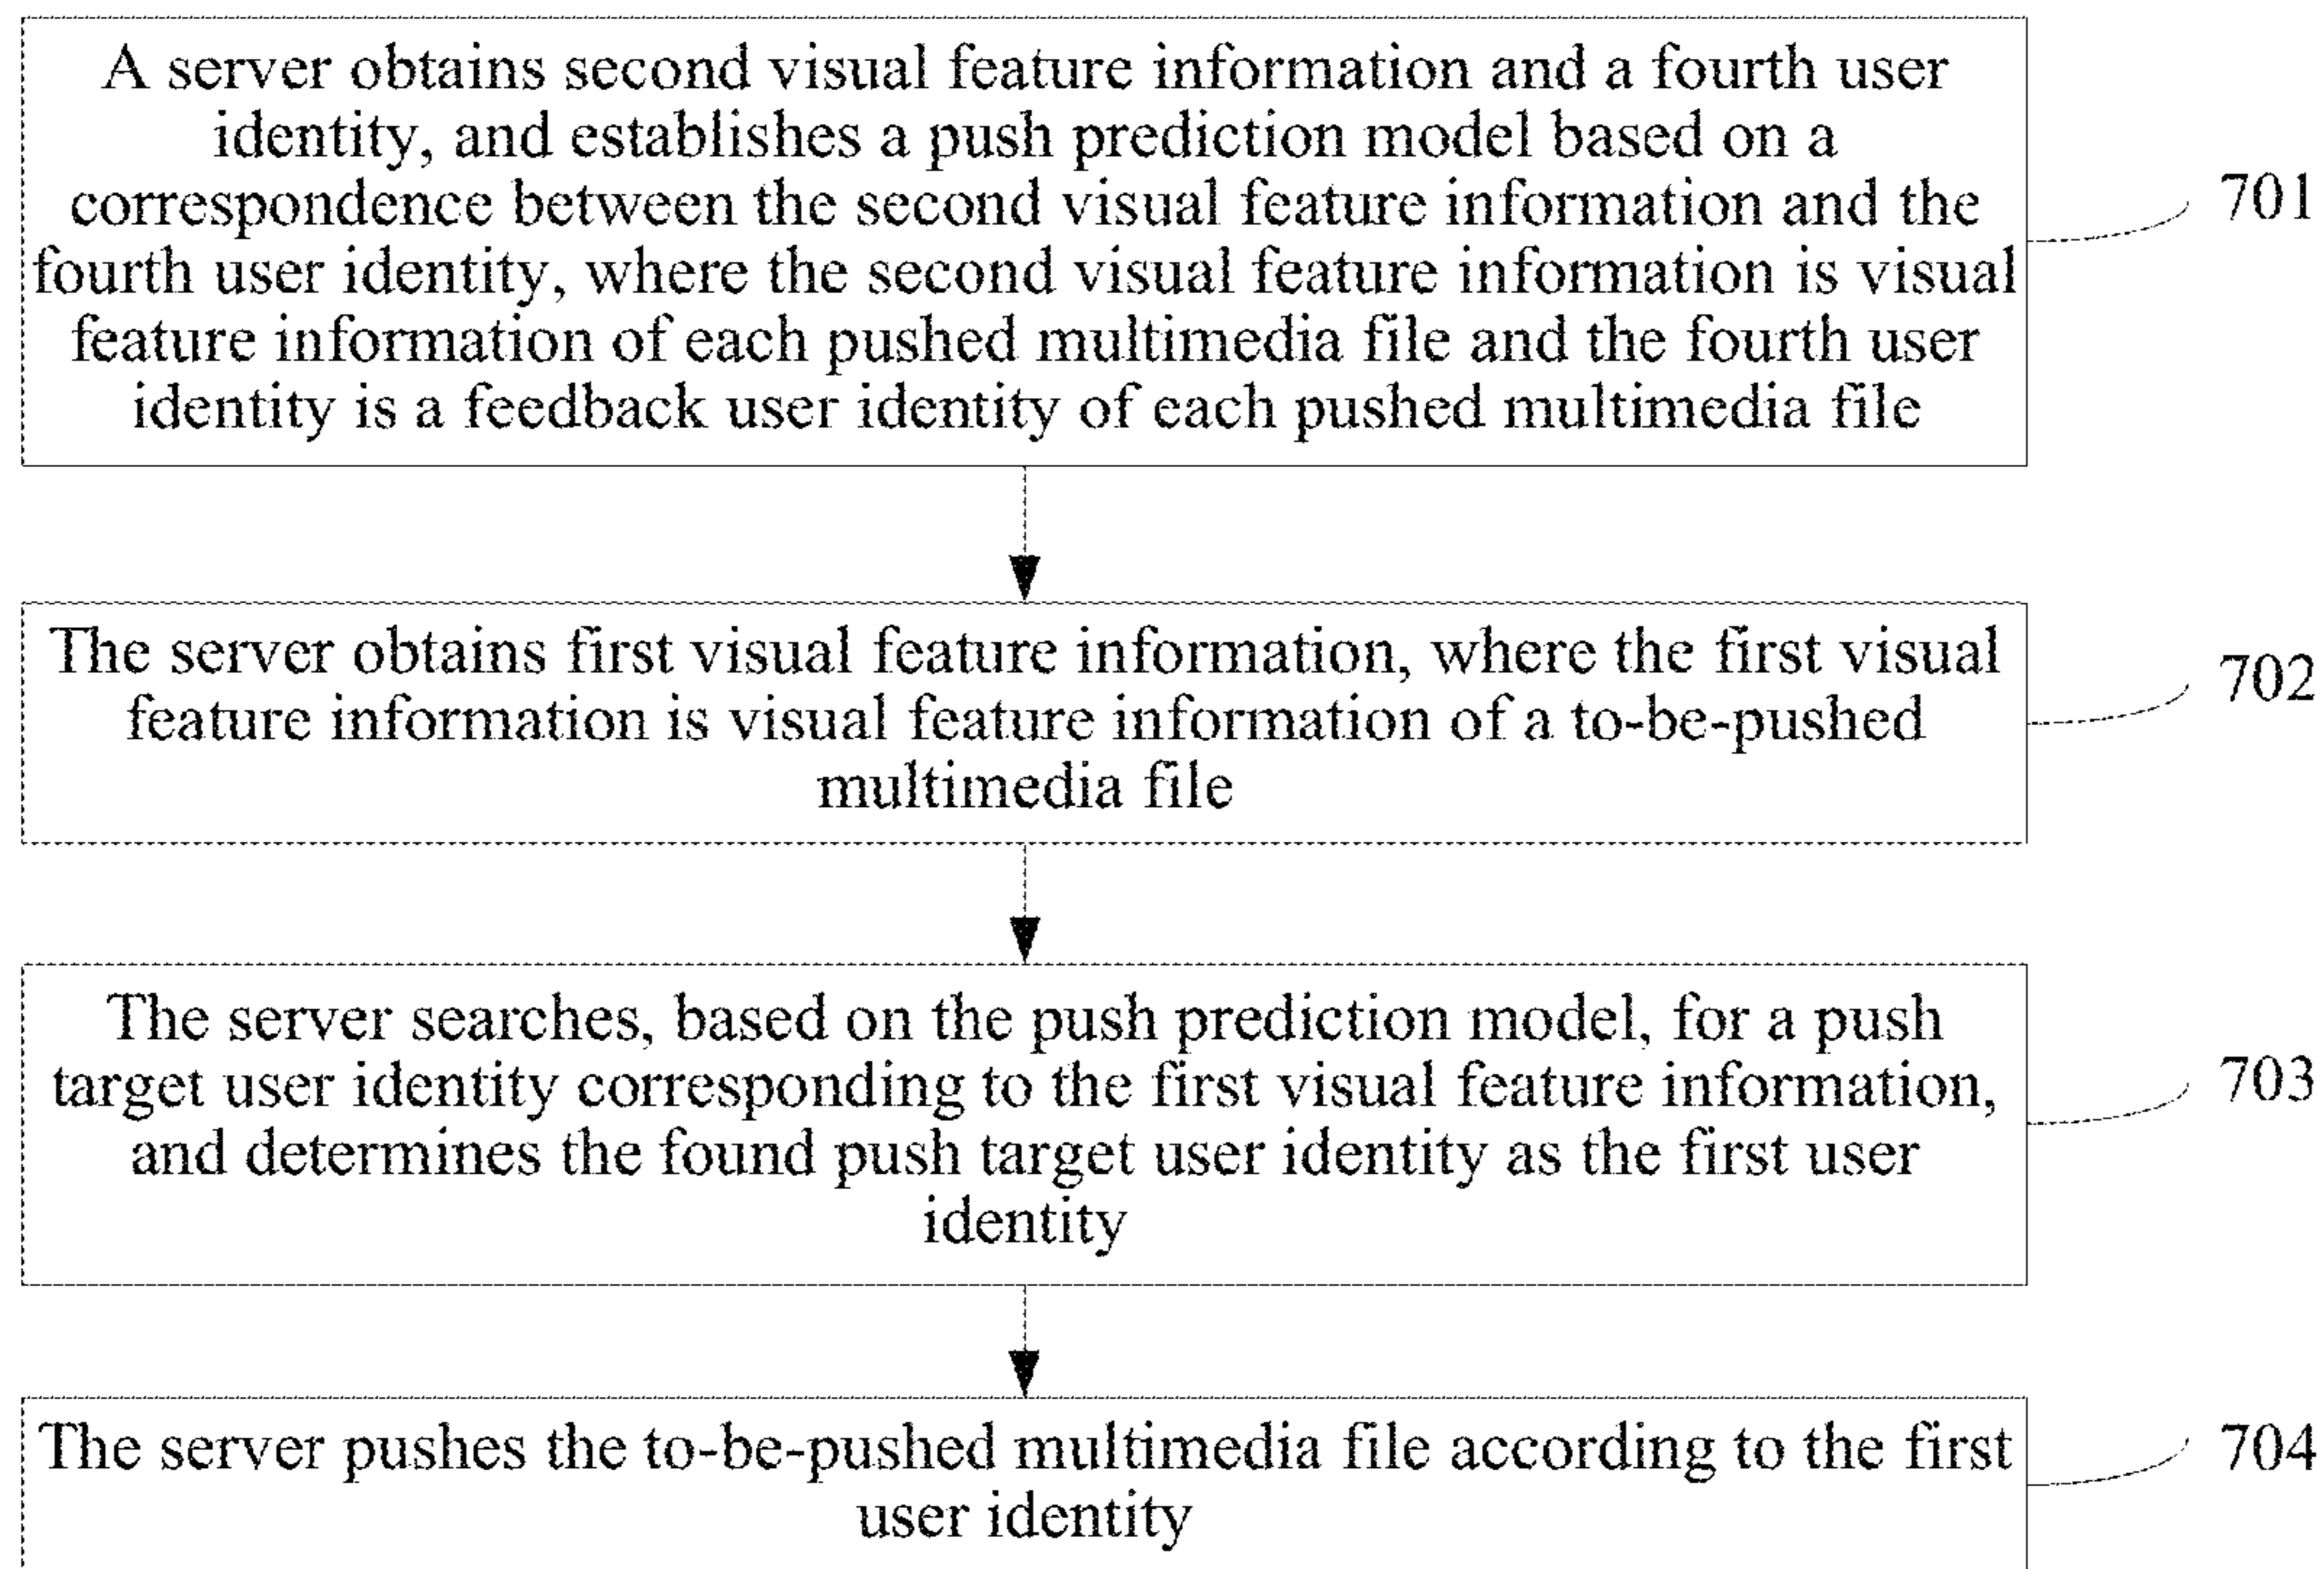 A server obtains second visual feature information and a fourth user
identity, and establishes a push prediction model based on a
correspondence between the second visual feature information and the
fourth user identity, where the second visual feature information is visual
feature information of each pushed multimedia file and the fourth user
identity is a feedback user identity of each pushed multimedia file
701
The server obtains first visual feature information, where the first visual
feature information is visual feature information of a to-be-pushed
multimedia file
702
The server searches, based on the push prediction model, for a push
target user identity corresponding to the first visual feature information,
and determines the found push target user identity as the first user
identity
703
The server pushes the to-be-pushed multimedia file according to the first
user identity
704